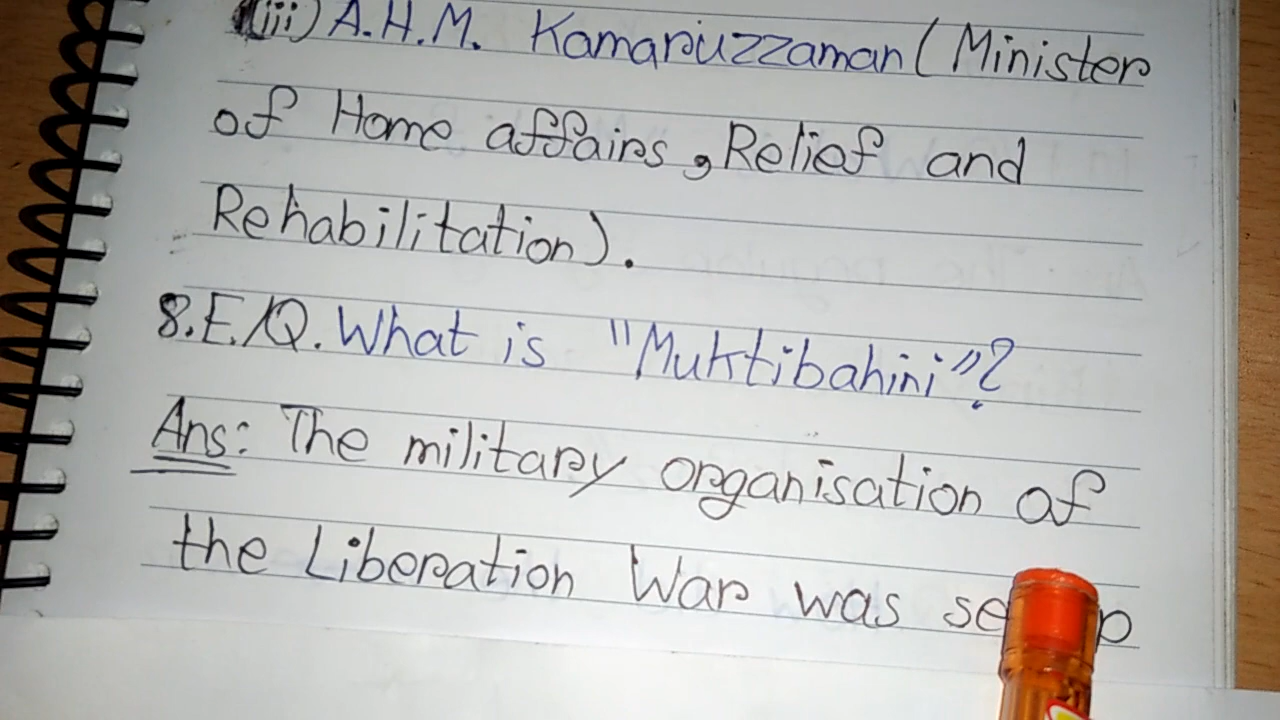 (iii) A.H.M. Kamaruzzaman (Minister
of Home affairs, Relief and
Rehabilitation).
8.E/Q. What is "Muktibahini"?
Ans: The military organisation of
the Liberation War was